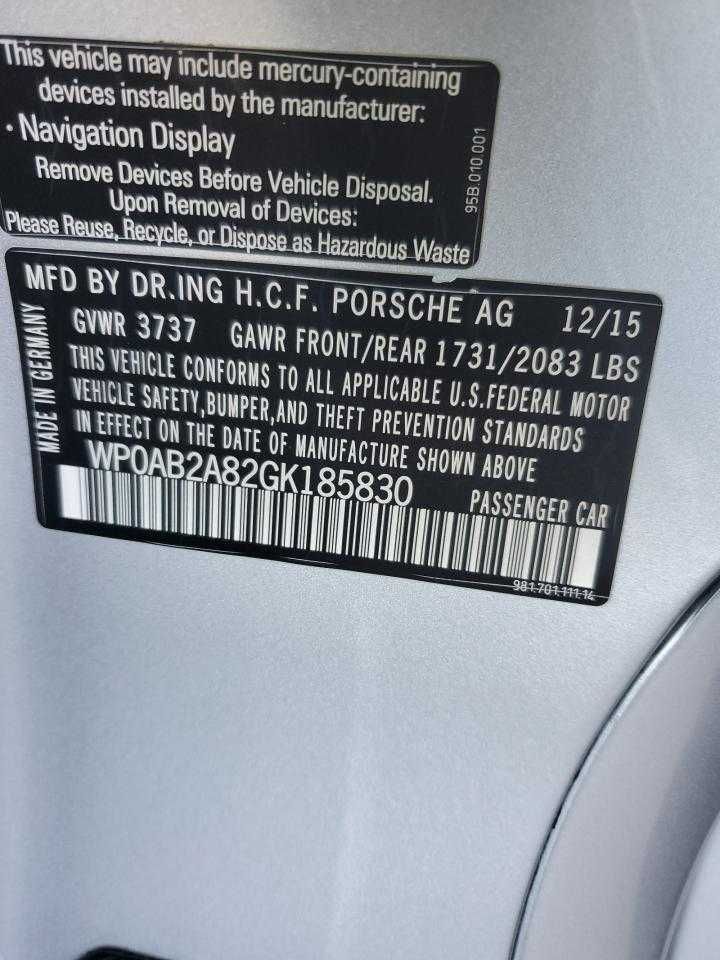 This vehicle may include mercury-containing
devices installed by the manufacturer:
• Navigation Display
Remove Devices Before Vehicle Disposal.
Upon Removal of Devices:
Please Reuse, Recycle, or Dispose as Hazardous Waste
95B.010.001
MFD BY DR.ING H.C.F. PORSCHE AG 12/15
GVWR 3737 GAWR FRONT/REAR 1731/2083 LBS
THIS VEHICLE CONFORMS TO ALL APPLICABLE U.S.FEDERAL MOTOR
VEHICLE SAFETY,BUMPER,AND THEFT PREVENTION STANDARDS
IN EFFECT ON THE DATE OF MANUFACTURE SHOWN ABOVE
WP0AB2A82GK185830 PASSENGER CAR
MADE IN GERMANY
981.701.111.14